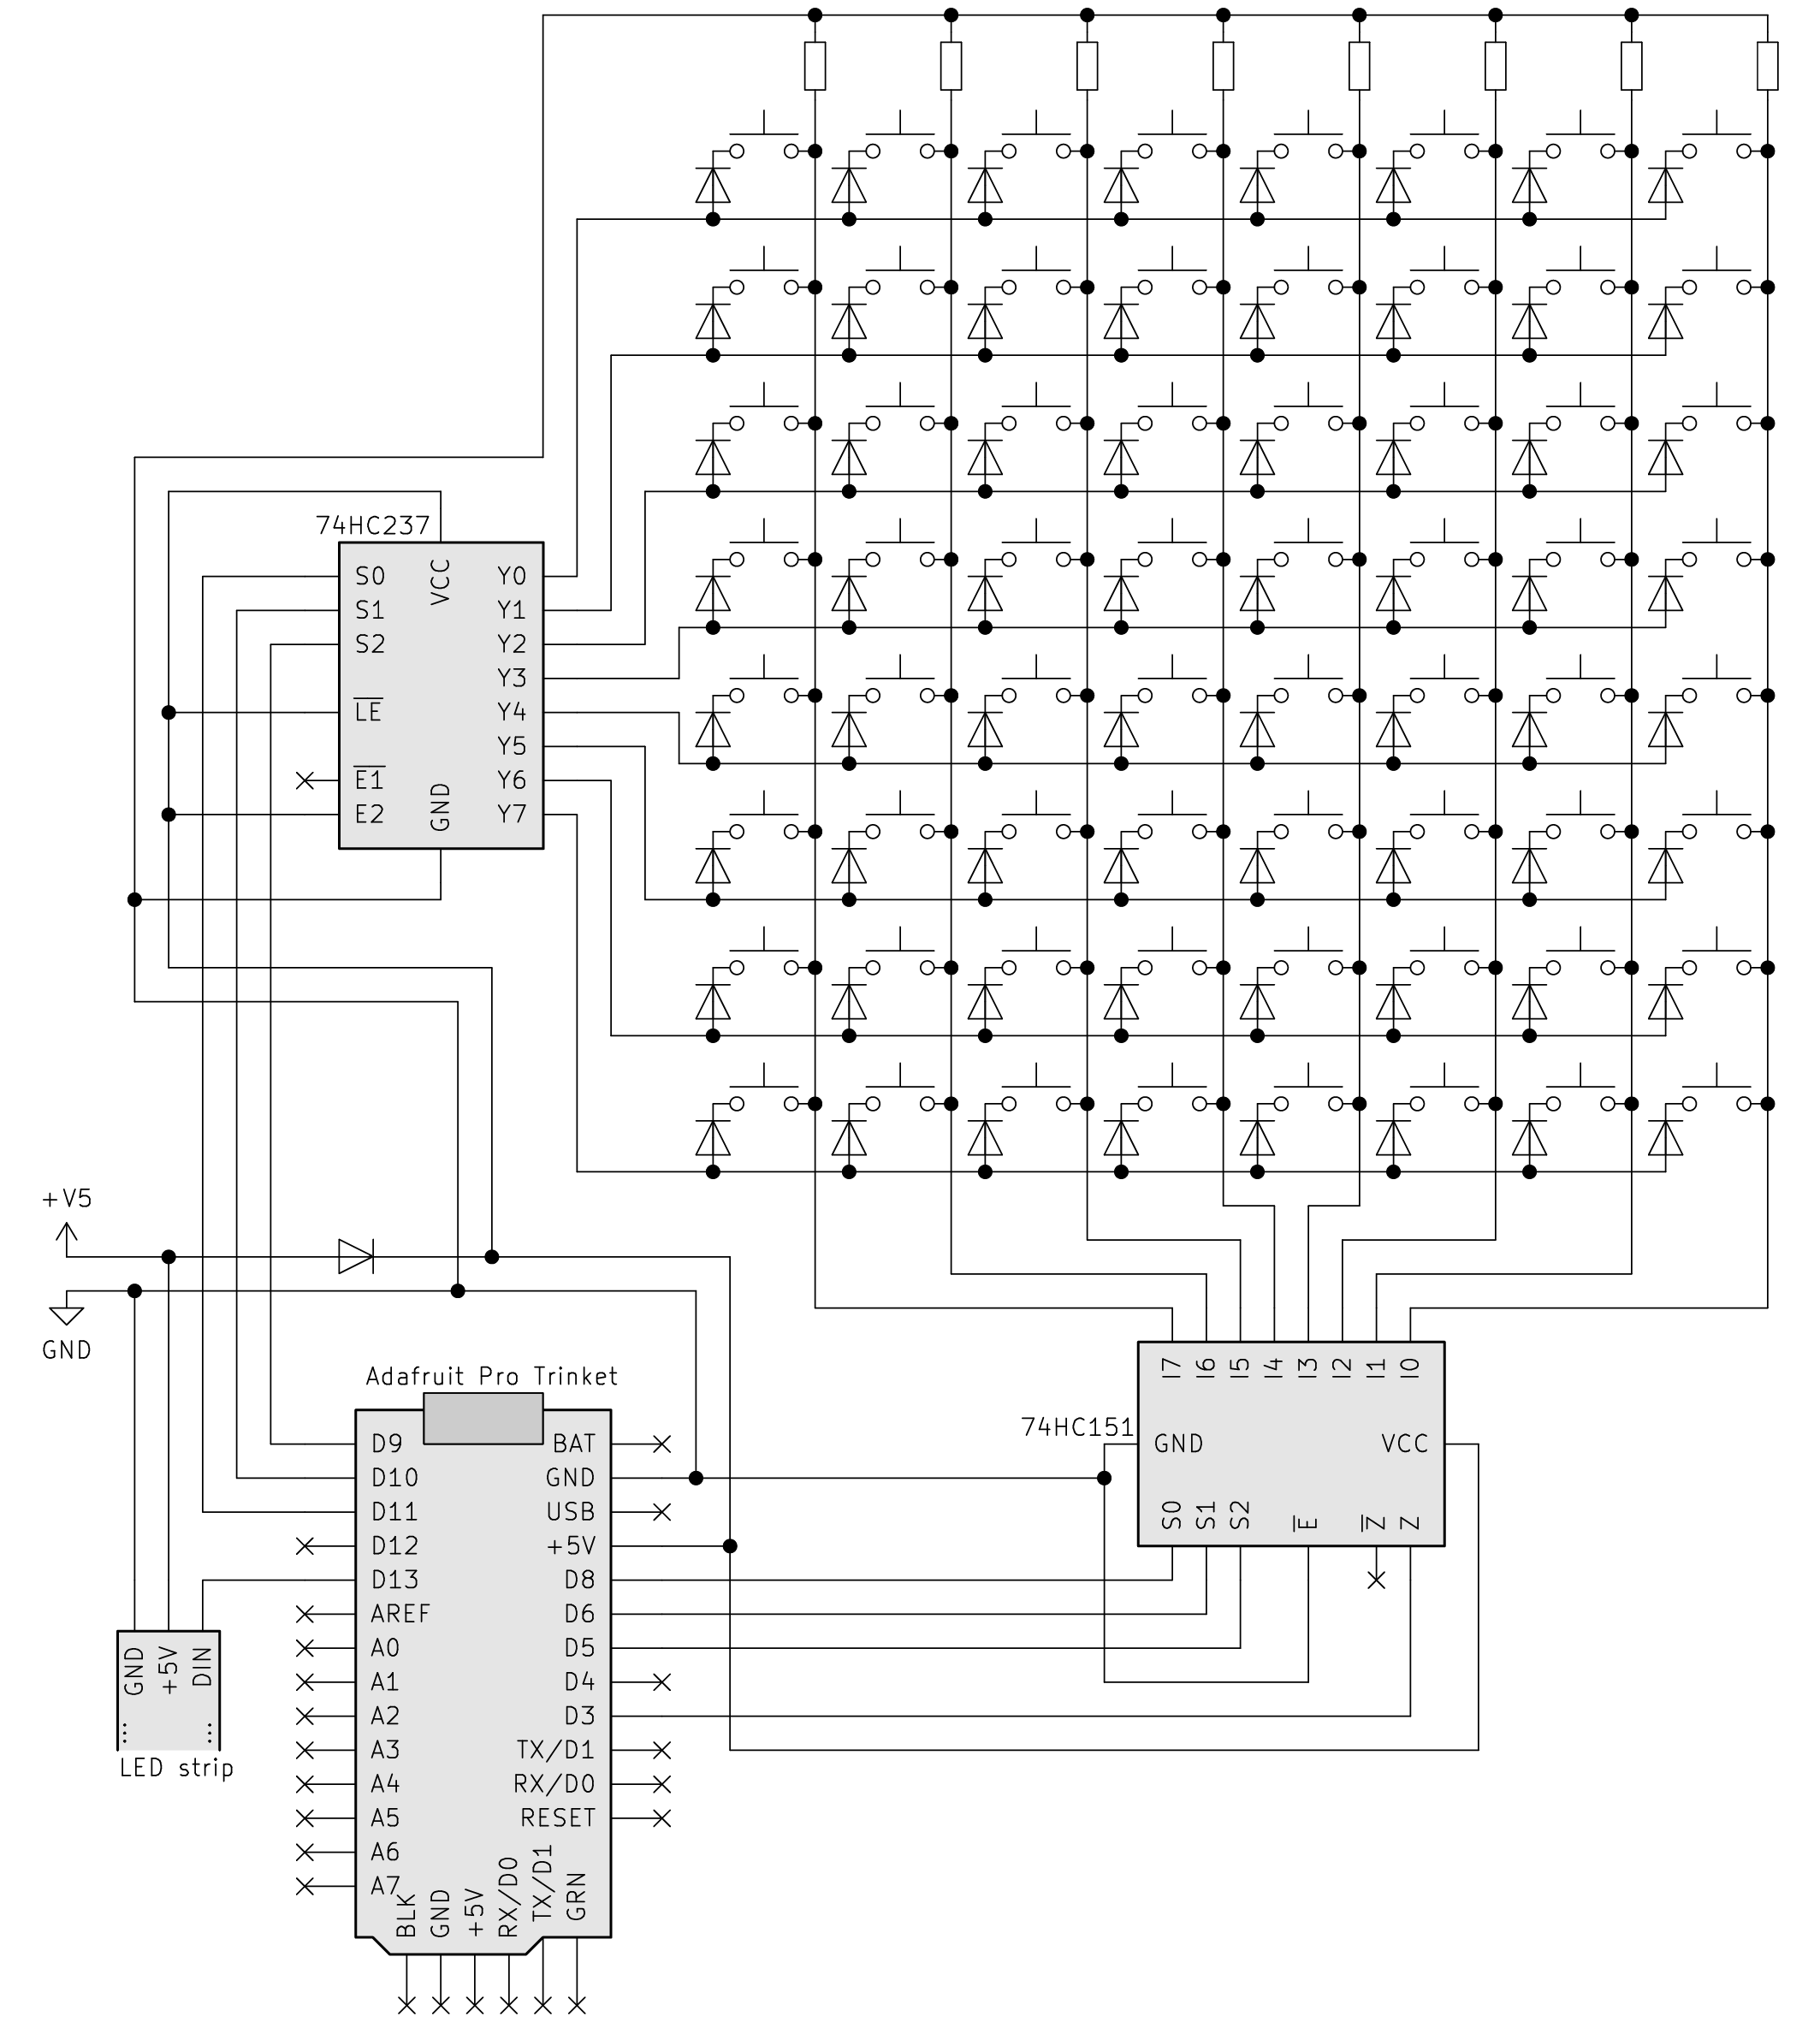 74HC237
VCC
S0
S1
S2
LE
E1
E2
GND
Y0
Y1
Y2
Y3
Y4
Y5
Y6
Y7
+V5
GND
Adafruit Pro Trinket
D9
D10
D11
D12
D13
AREF
A0
A1
A2
A3
A4
A5
A6
A7
BAT
GND
USB
+5V
D8
D6
D5
D4
D3
TX/D1
RX/D0
RESET
BLK
GND
+5V
RX/D0
TX/D1
GRN
74HC151
I7
I6
I5
I4
I3
I2
I1
I0
GND
VCC
S0
S1
S2
E
Z
Z
GND
+5V
DIN
LED strip